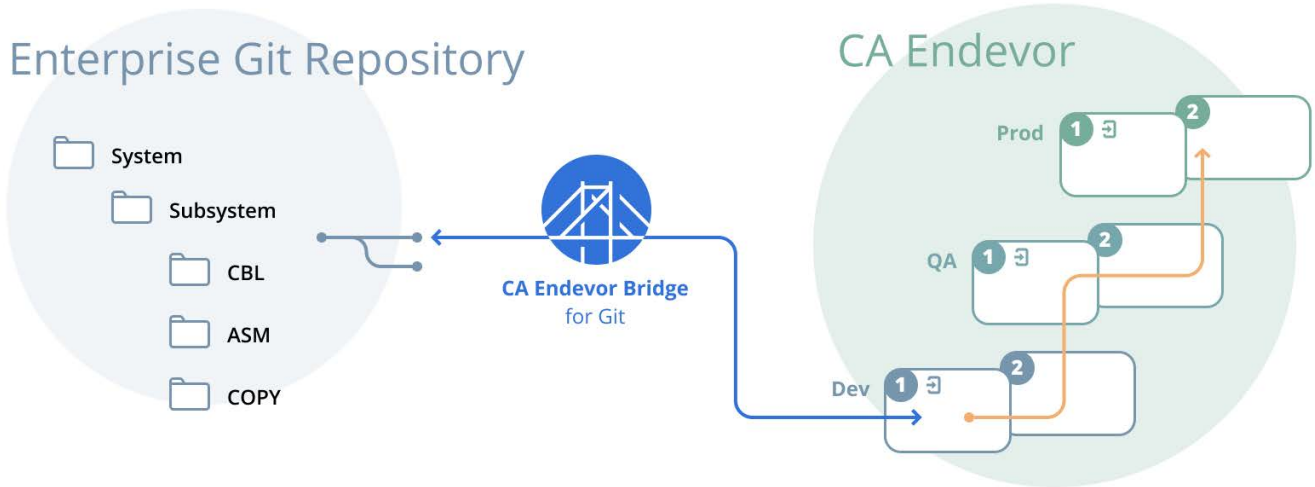 Enterprise Git Repository
System
Subsystem
CBL
ASM
COPY
CA Endevor Bridge
for Git
CA Endevor
Prod
1
2
QA
1
2
Dev
1
2